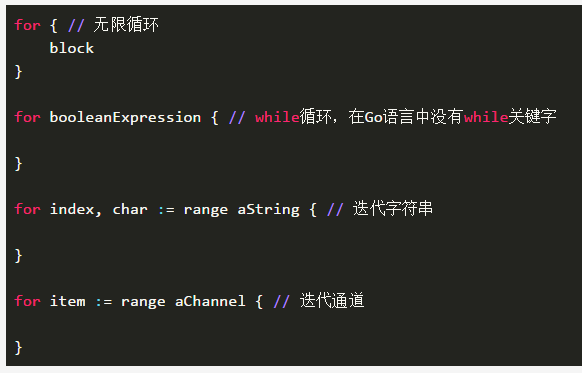 for { // 无限循环
    block
}
for booleanExpression { // while循环，在Go语言中没有while关键字
}
for index, char := range aString { // 迭代字符串
}
for item := range aChannel { // 迭代通道
}